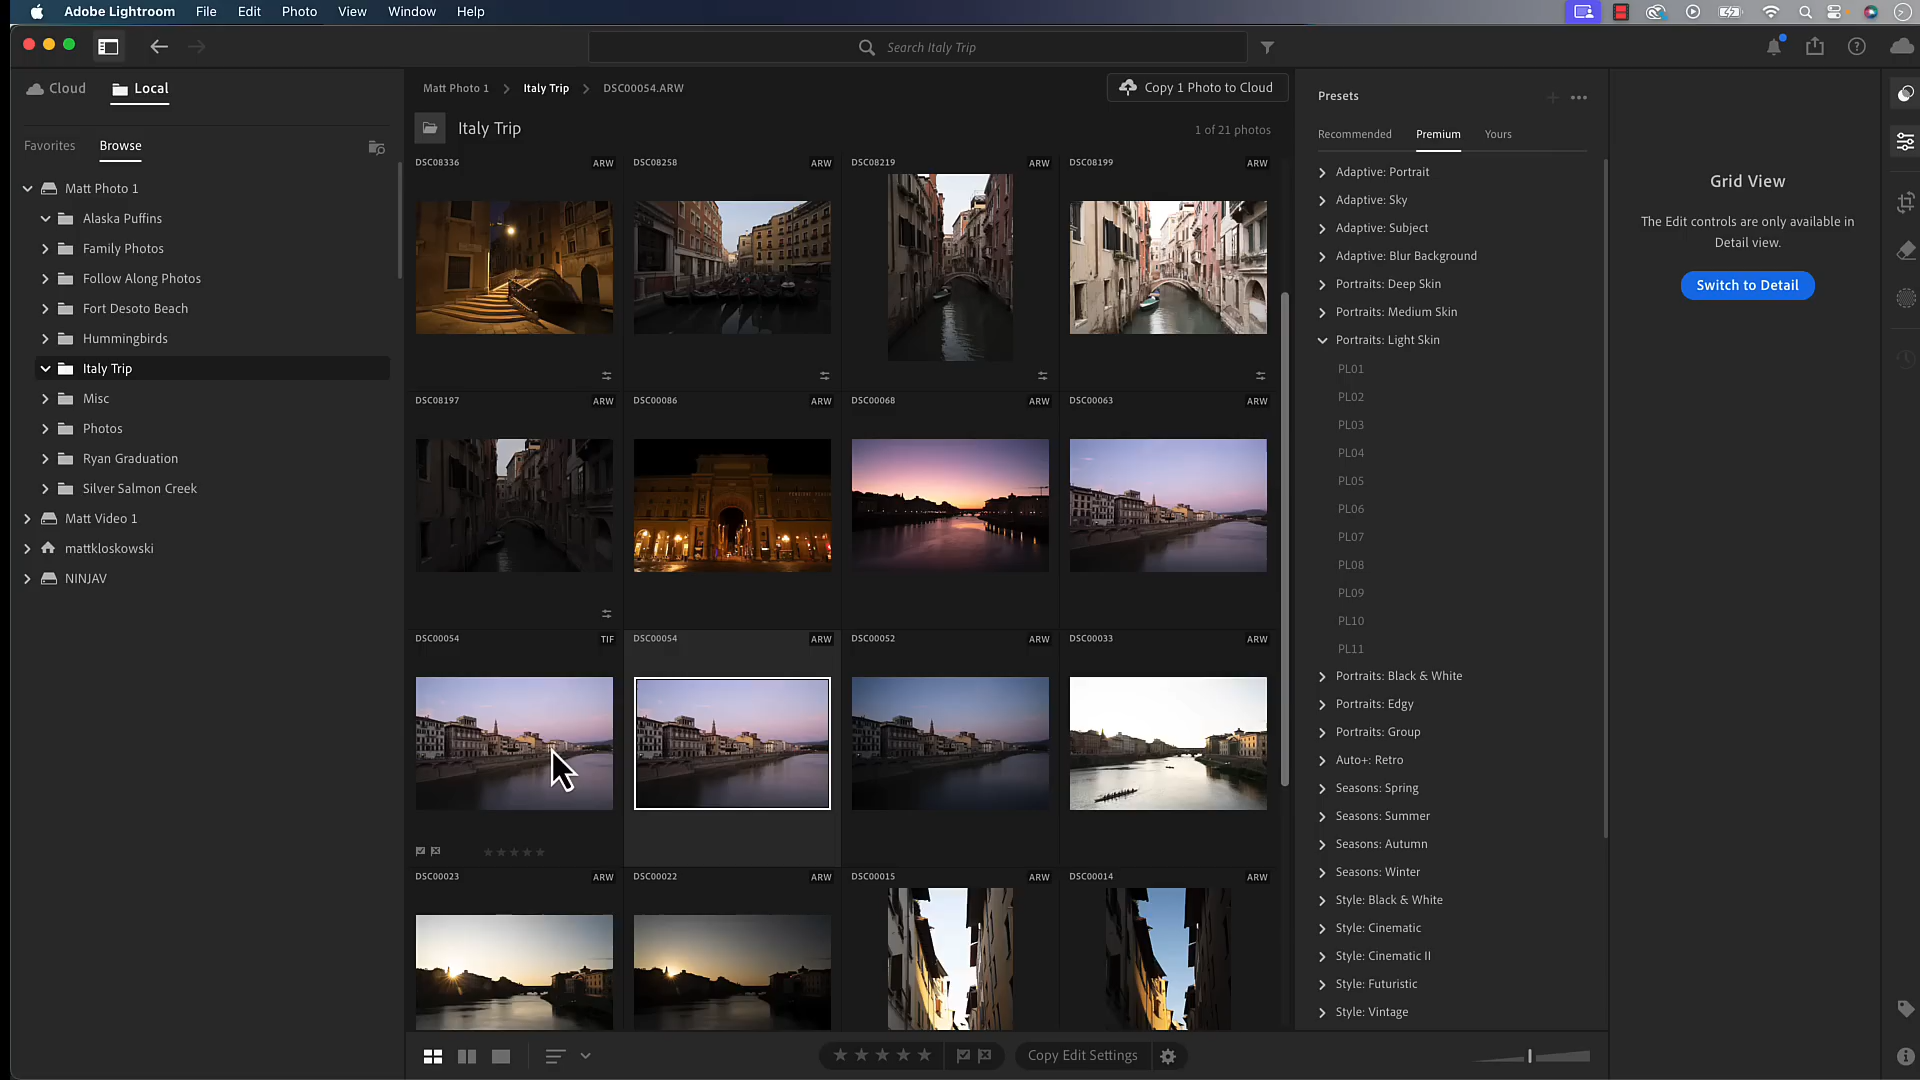 Adobe Lightroom File Edit Photo View Window Help
Search Italy Trip
Cloud Local
Matt Photo 1 Italy Trip DSC00054.ARW
Copy 1 Photo to Cloud
Italy Trip
1 of 21 photos
Favorites Browse
Matt Photo 1
Alaska Puffins
Family Photos
Follow Along Photos
Fort Desoto Beach
Hummingbirds
Italy Trip
Misc
Photos
Ryan Graduation
Silver Salmon Creek
Matt Video 1
mattkloskowski
NINJAV
DSC08336 ARW DSC08258 ARW DSC08219 ARW DSC08199 ARW
DSC08197 ARW DSC00086 ARW DSC00068 ARW DSC00063 ARW
DSC00054 TIF DSC00054 ARW DSC00052 ARW DSC00033 ARW
DSC00023 ARW DSC00022 ARW DSC00015 ARW DSC00014 ARW
Copy Edit Settings
Presets
Recommended Premium Yours
Adaptive: Portrait
Adaptive: Sky
Adaptive: Subject
Adaptive: Blur Background
Portraits: Deep Skin
Portraits: Medium Skin
Portraits: Light Skin
PL01
PL02
PL03
PL04
PL05
PL06
PL07
PL08
PL09
PL10
PL11
Portraits: Black & White
Portraits: Edgy
Portraits: Group
Auto+: Retro
Seasons: Spring
Seasons: Summer
Seasons: Autumn
Seasons: Winter
Style: Black & White
Style: Cinematic
Style: Cinematic II
Style: Futuristic
Style: Vintage
Grid View
The Edit controls are only available in
Detail view.
Switch to Detail